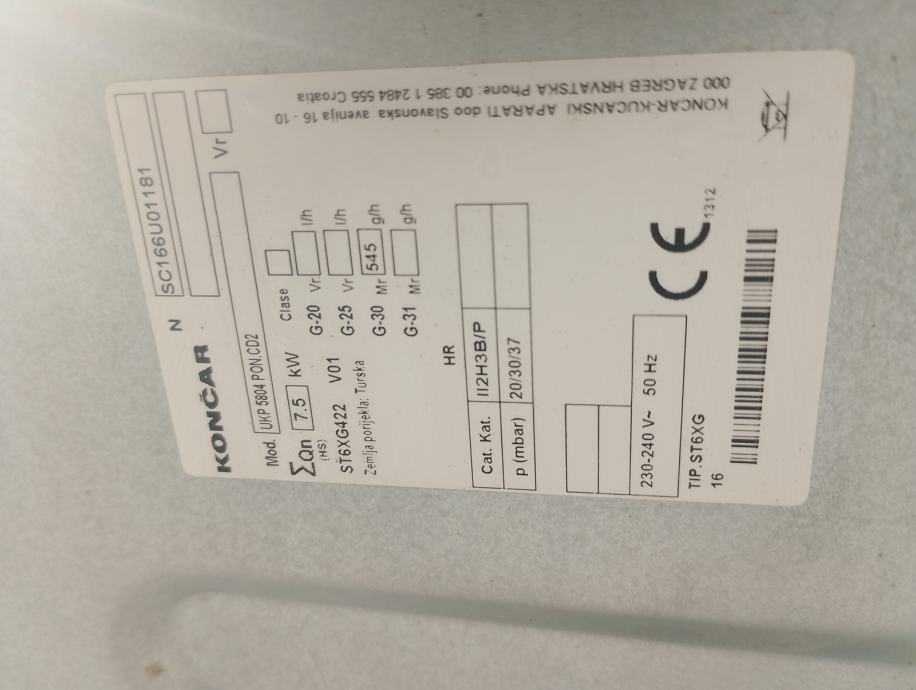 KONČAR N SC166U01181
Vr
Mod. UKP 5804 PON.CD2
ΣQn 7.5 KW Clase
(HS)
G-20 Vr l/h
ST6XG422 V01 G-25 Vr l/h
Zemlja porijekla: Turska G-30 Mr 545 g/h
G-31 Mr g/h
HR
Cat. Kat. II2H3B/P
p (mbar) 20/30/37
230-240 V~ 50 Hz
TIP.ST6XG
16
1312
KONCAR-KUCANSKI APARATI doo Slavonska avenija 16 - 10
000 ZAGREB HRVATSKA Phone: 00 385 1 2484 555 Croatia